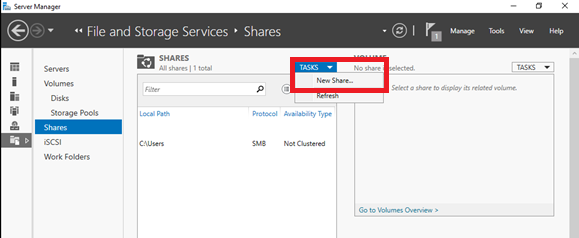 Server Manager
File and Storage Services
Shares
1
Manage
Tools
View
Help
Servers
Volumes
Disks
Storage Pools
Shares
iSCSI
Work Folders
SHARES
All shares | 1 total
TASKS
New Share...
Refresh
Filter
Local Path Protocol Availability Type
C:\Users SMB Not Clustered
VOLUME
No share selected.
TASKS
Select a share to display its related volume.
Go to Volumes Overview >